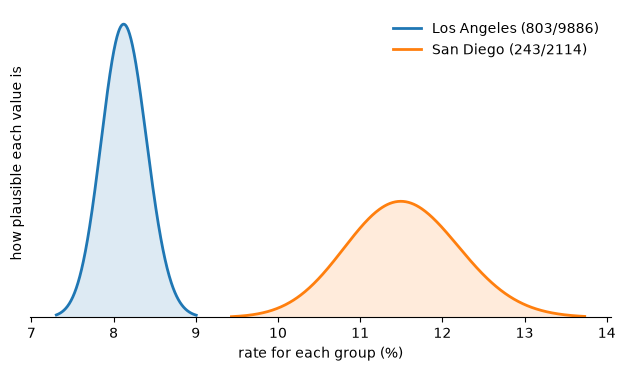 Los Angeles (803/9886)
San Diego (243/2114)
how plausible each value is
7 8 9 10 11 12 13 14
rate for each group (%)